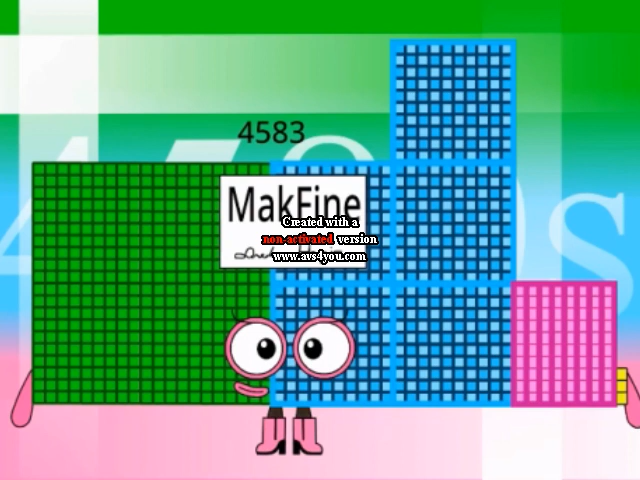 4583
MakFine
Created with a
non-activated version
www.avs4you.com